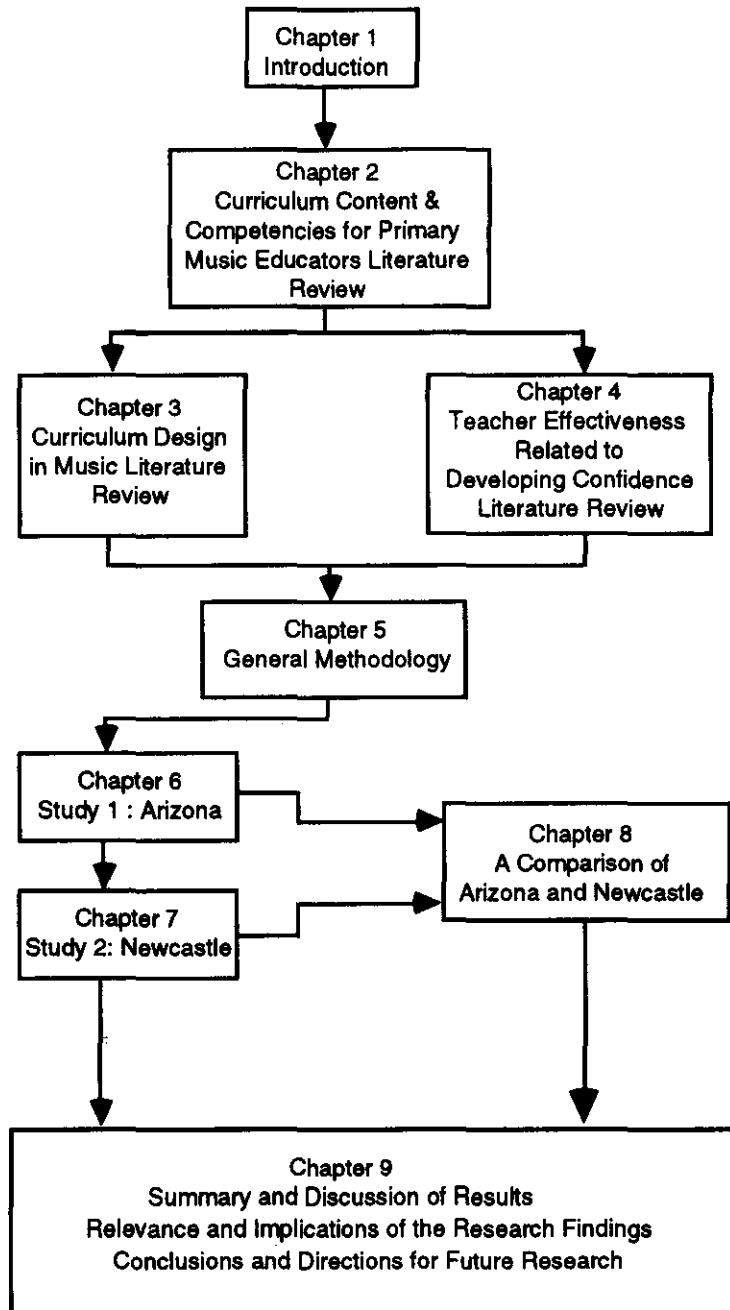 Chapter 1
Introduction
Chapter 2
Curriculum Content &
Competencies for Primary
Music Educators Literature
Review
Chapter 3
Curriculum Design
in Music Literature
Review
Chapter 4
Teacher Effectiveness
Related to
Developing Confidence
Literature Review
Chapter 5
General Methodology
Chapter 6
Study 1 : Arizona
Chapter 7
Study 2: Newcastle
Chapter 8
A Comparison of
Arizona and Newcastle
Chapter 9
Summary and Discussion of Results
Relevance and Implications of the Research Findings
Conclusions and Directions for Future Research